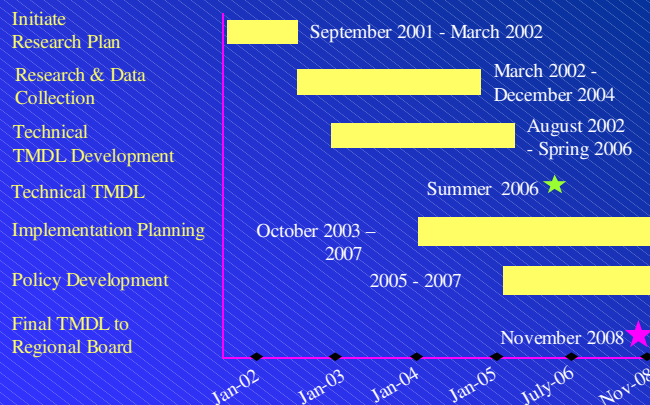 Initiate
Research Plan
September 2001 - March 2002
Research & Data
Collection
March 2002 -
December 2004
Technical
TMDL Development
August 2002
- Spring 2006
Technical TMDL
Summer 2006
Implementation Planning
October 2003 –
2007
Policy Development
2005 - 2007
Final TMDL to
Regional Board
November 2008
Jan-02
Jan-03
Jan-04
Jan-05
July-06
Nov-08